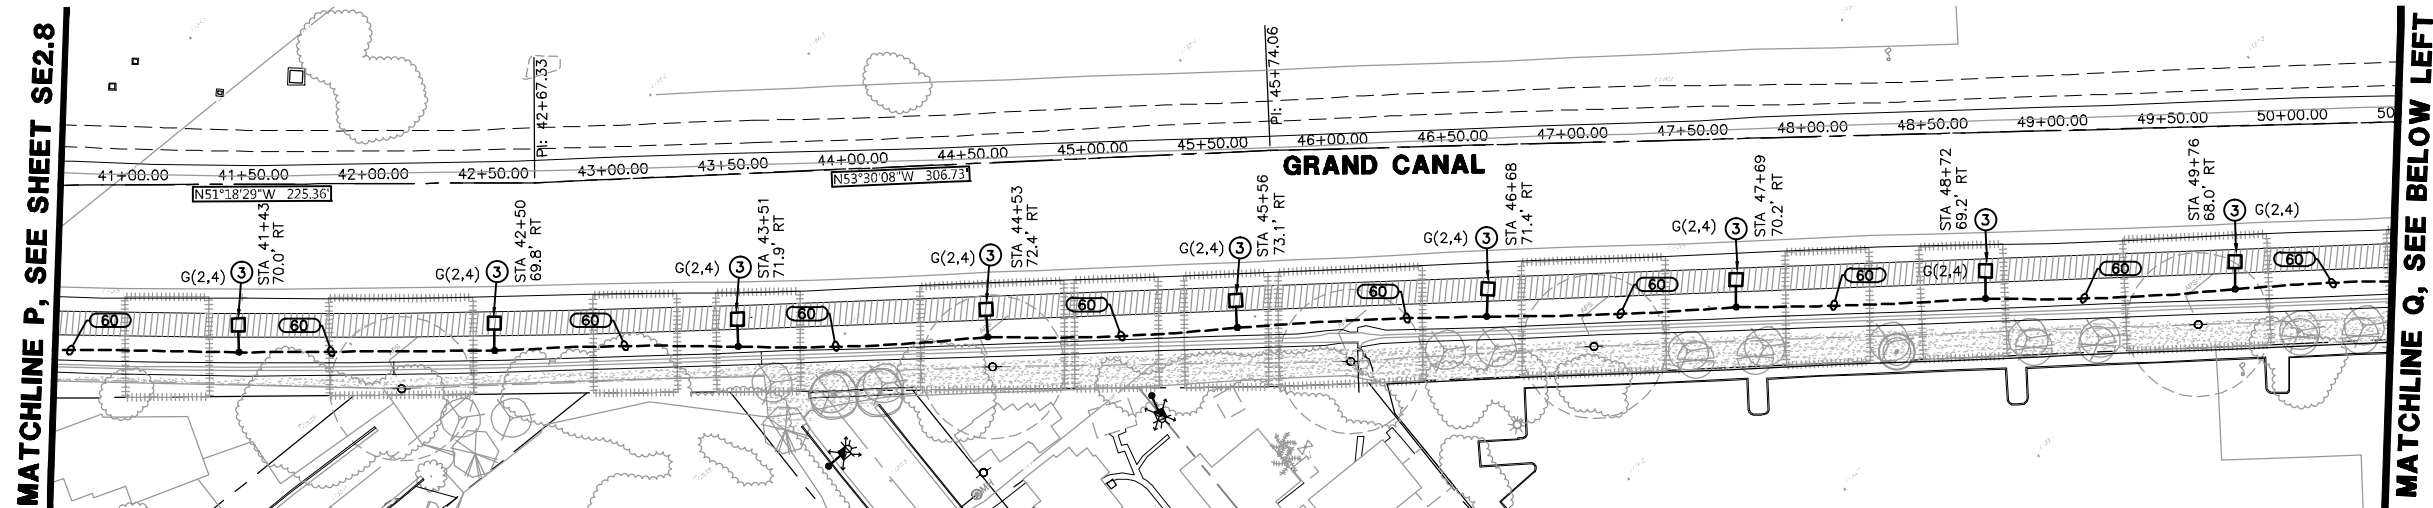 MATCHLINE P, SEE SHEET SE2.8
PI: 42+67.33
PI: 45+74.06
41+00.00
41+50.00
42+00.00
42+50.00
43+00.00
43+50.00
44+00.00
44+50.00
45+00.00
45+50.00
46+00.00
46+50.00
47+00.00
47+50.00
48+00.00
48+50.00
49+00.00
49+50.00
50+00.00
50
N51°18'29"W 225.36'
N53°30'08"W 306.73'
GRAND CANAL
STA 41+43
70.0' RT
G(2,4) 3
STA 42+50
69.8' RT
G(2,4) 3
STA 43+51
71.9' RT
G(2,4) 3
STA 44+53
72.4' RT
G(2,4) 3
STA 45+56
73.1' RT
G(2,4) 3
STA 46+68
71.4' RT
G(2,4) 3
STA 47+69
70.2' RT
G(2,4) 3
STA 48+72
69.2' RT
3
G(2,4)
STA 49+76
68.0' RT
3 G(2,4)
60
60
60
60
60
60
60
60
60
60
MATCHLINE Q, SEE BELOW LEFT